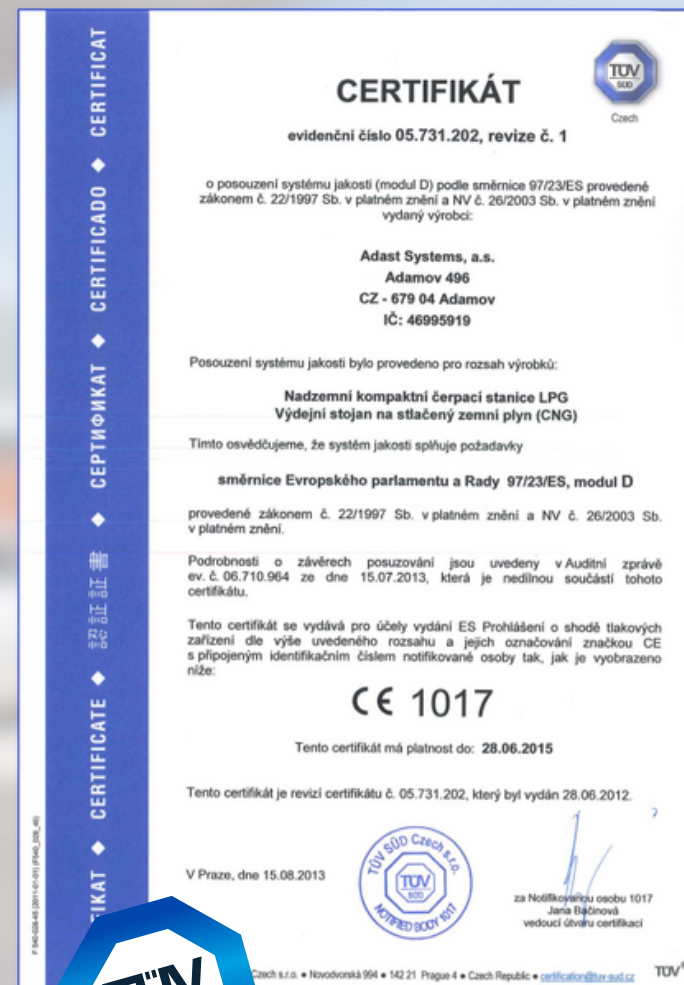 CERTIFIKÁT
TÜV
SÜD
Czech
evidenční číslo 05.731.202, revize č. 1
o posouzení systému jakosti (modul D) podle směrnice 97/23/ES provedené
zákonem č. 22/1997 Sb. v platném znění a NV č. 26/2003 Sb. v platném znění
vydaný výrobci:
Adast Systems, a.s.
Adamov 496
CZ - 679 04 Adamov
IČ: 46995919
Posouzení systému jakosti bylo provedeno pro rozsah výrobků:
Nadzemní kompaktní čerpací stanice LPG
Výdejní stojan na stlačený zemní plyn (CNG)
Tímto osvědčujeme, že systém jakosti splňuje požadavky
směrnice Evropského parlamentu a Rady 97/23/ES, modul D
provedené zákonem č. 22/1997 Sb. v platném znění a NV č. 26/2003 Sb.
v platném znění.
Podrobnosti o závěrech posuzování jsou uvedeny v Auditní zprávě
ev. č. 06.710.964 ze dne 15.07.2013, která je nedílnou součástí tohoto
certifikátu.
Tento certifikát se vydává pro účely vydání ES Prohlášení o shodě tlakových
zařízení dle výše uvedeného rozsahu a jejich označování značkou CE
s připojeným identifikačním číslem notifikované osoby tak, jak je vyobrazeno
níže:
CE 1017
Tento certifikát má platnost do: 28.06.2015
Tento certifikát je revizí certifikátu č. 05.731.202, který byl vydán 28.06.2012.
V Praze, dne 15.08.2013
TÜV SÜD Czech s.r.o.
TÜV
SÜD
NOTIFIED BODY 1017
za Notifikovanou osobu 1017
Jana Bačinová
vedoucí útvaru certifikací
Czech s.r.o. • Novodvorská 994 • 142 21 Prague 4 • Czech Republic • certification@tuv-sud.cz
TÜV®
IKAT ◆ CERTIFICATE ◆ 認証証書 ◆ СЕРТИФИКАТ ◆ CERTIFICADO ◆ CERTIFICAT
TÜV